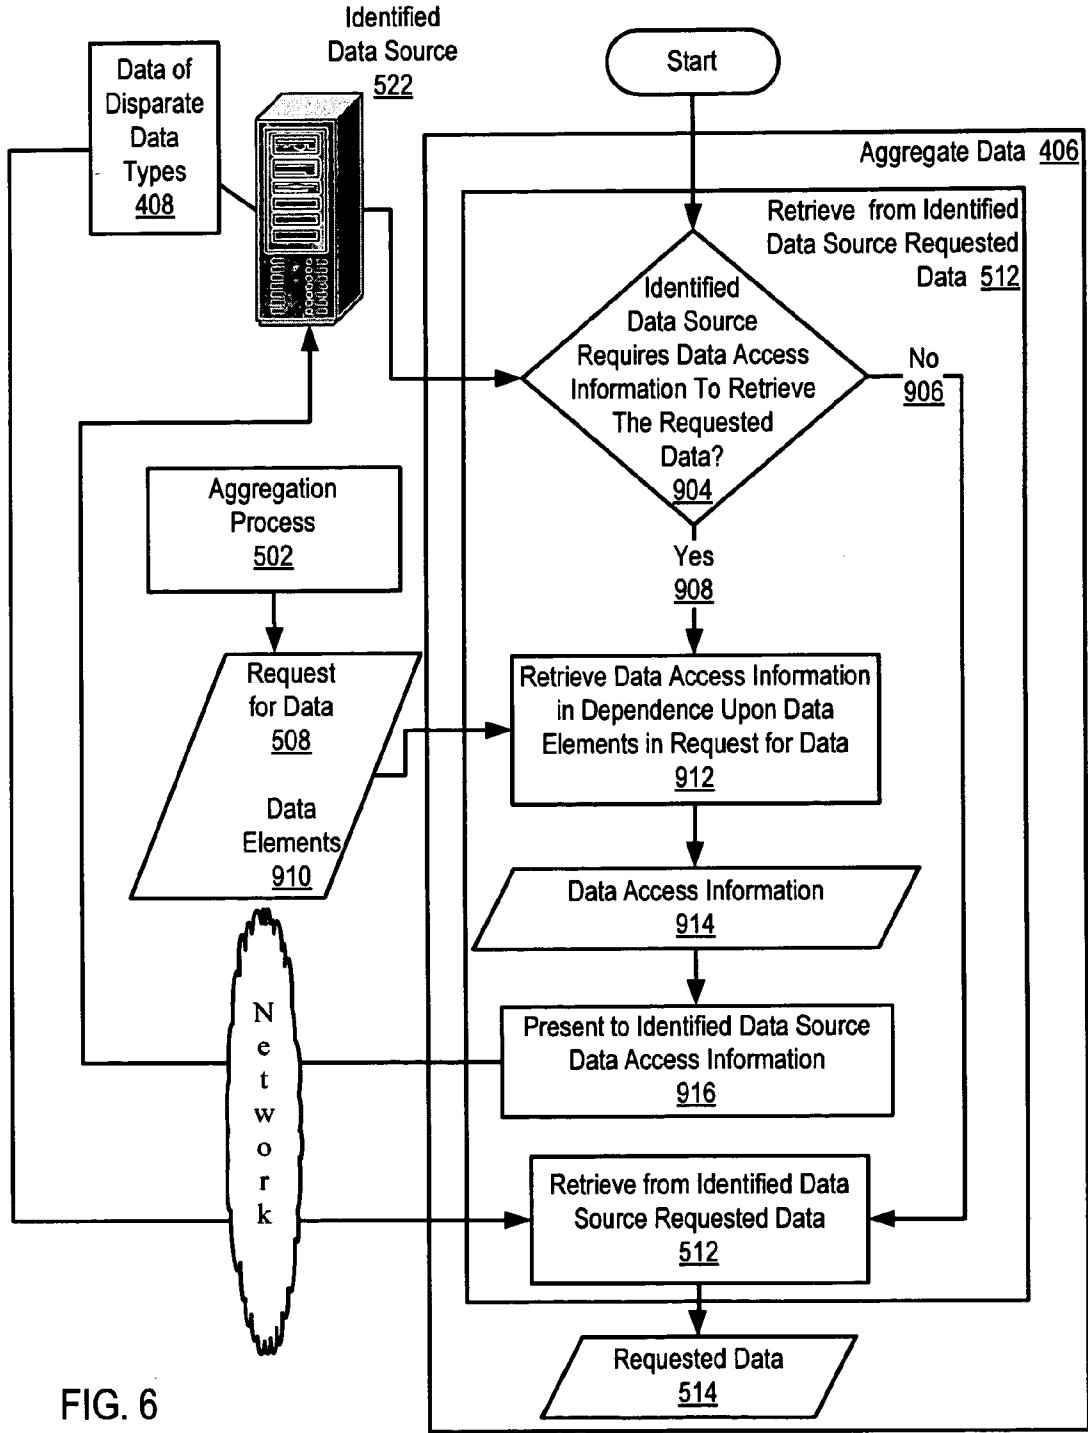 Identified
Data Source
522
Data of
Disparate
Data
Types
408
Start
Aggregate Data 406
Retrieve from Identified
Data Source Requested
Data 512
Identified
Data Source
Requires Data Access
Information To Retrieve
The Requested
Data?
904
No
906
Yes
908
Aggregation
Process
502
Request
for Data
508
Data
Elements
910
Retrieve Data Access Information
in Dependence Upon Data
Elements in Request for Data
912
Data Access Information
914
Present to Identified Data Source
Data Access Information
916
Network
Retrieve from Identified Data
Source Requested Data
512
Requested Data
514
FIG. 6